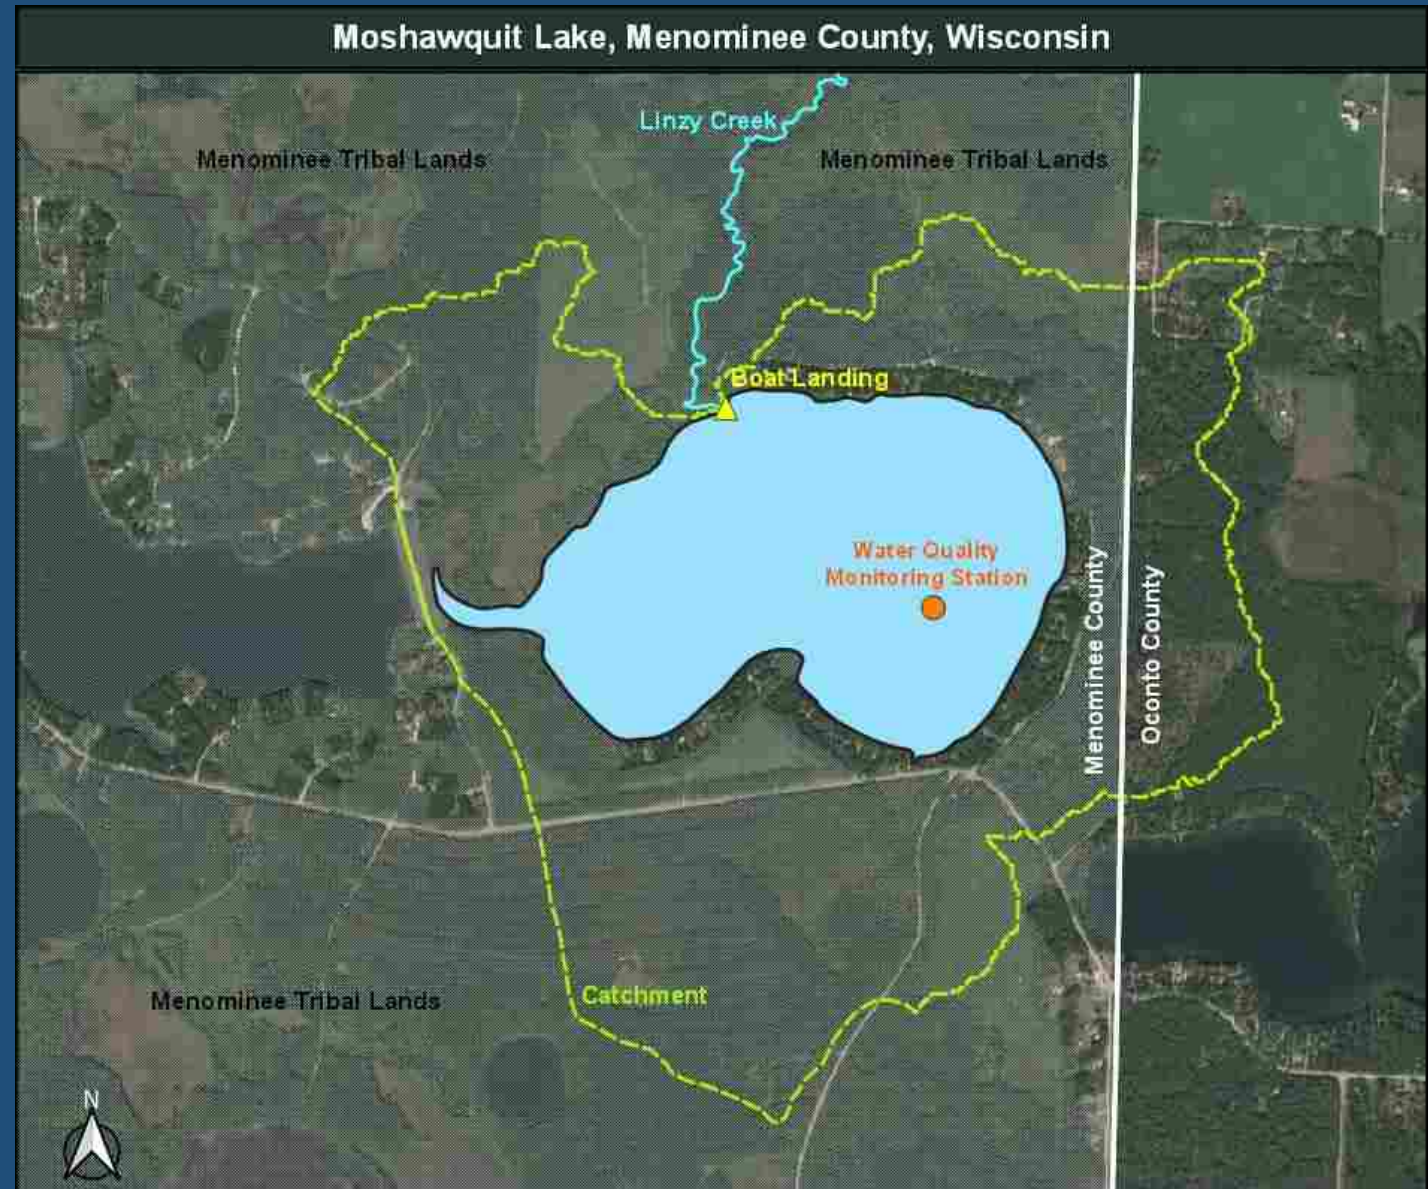 Moshawquit Lake, Menominee County, Wisconsin
Linzy Creek
Menominee Tribal Lands
Menominee Tribal Lands
Boat Landing
Water Quality
Monitoring Station
Menominee County
Oconto County
Catchment
Menominee Tribal Lands
N